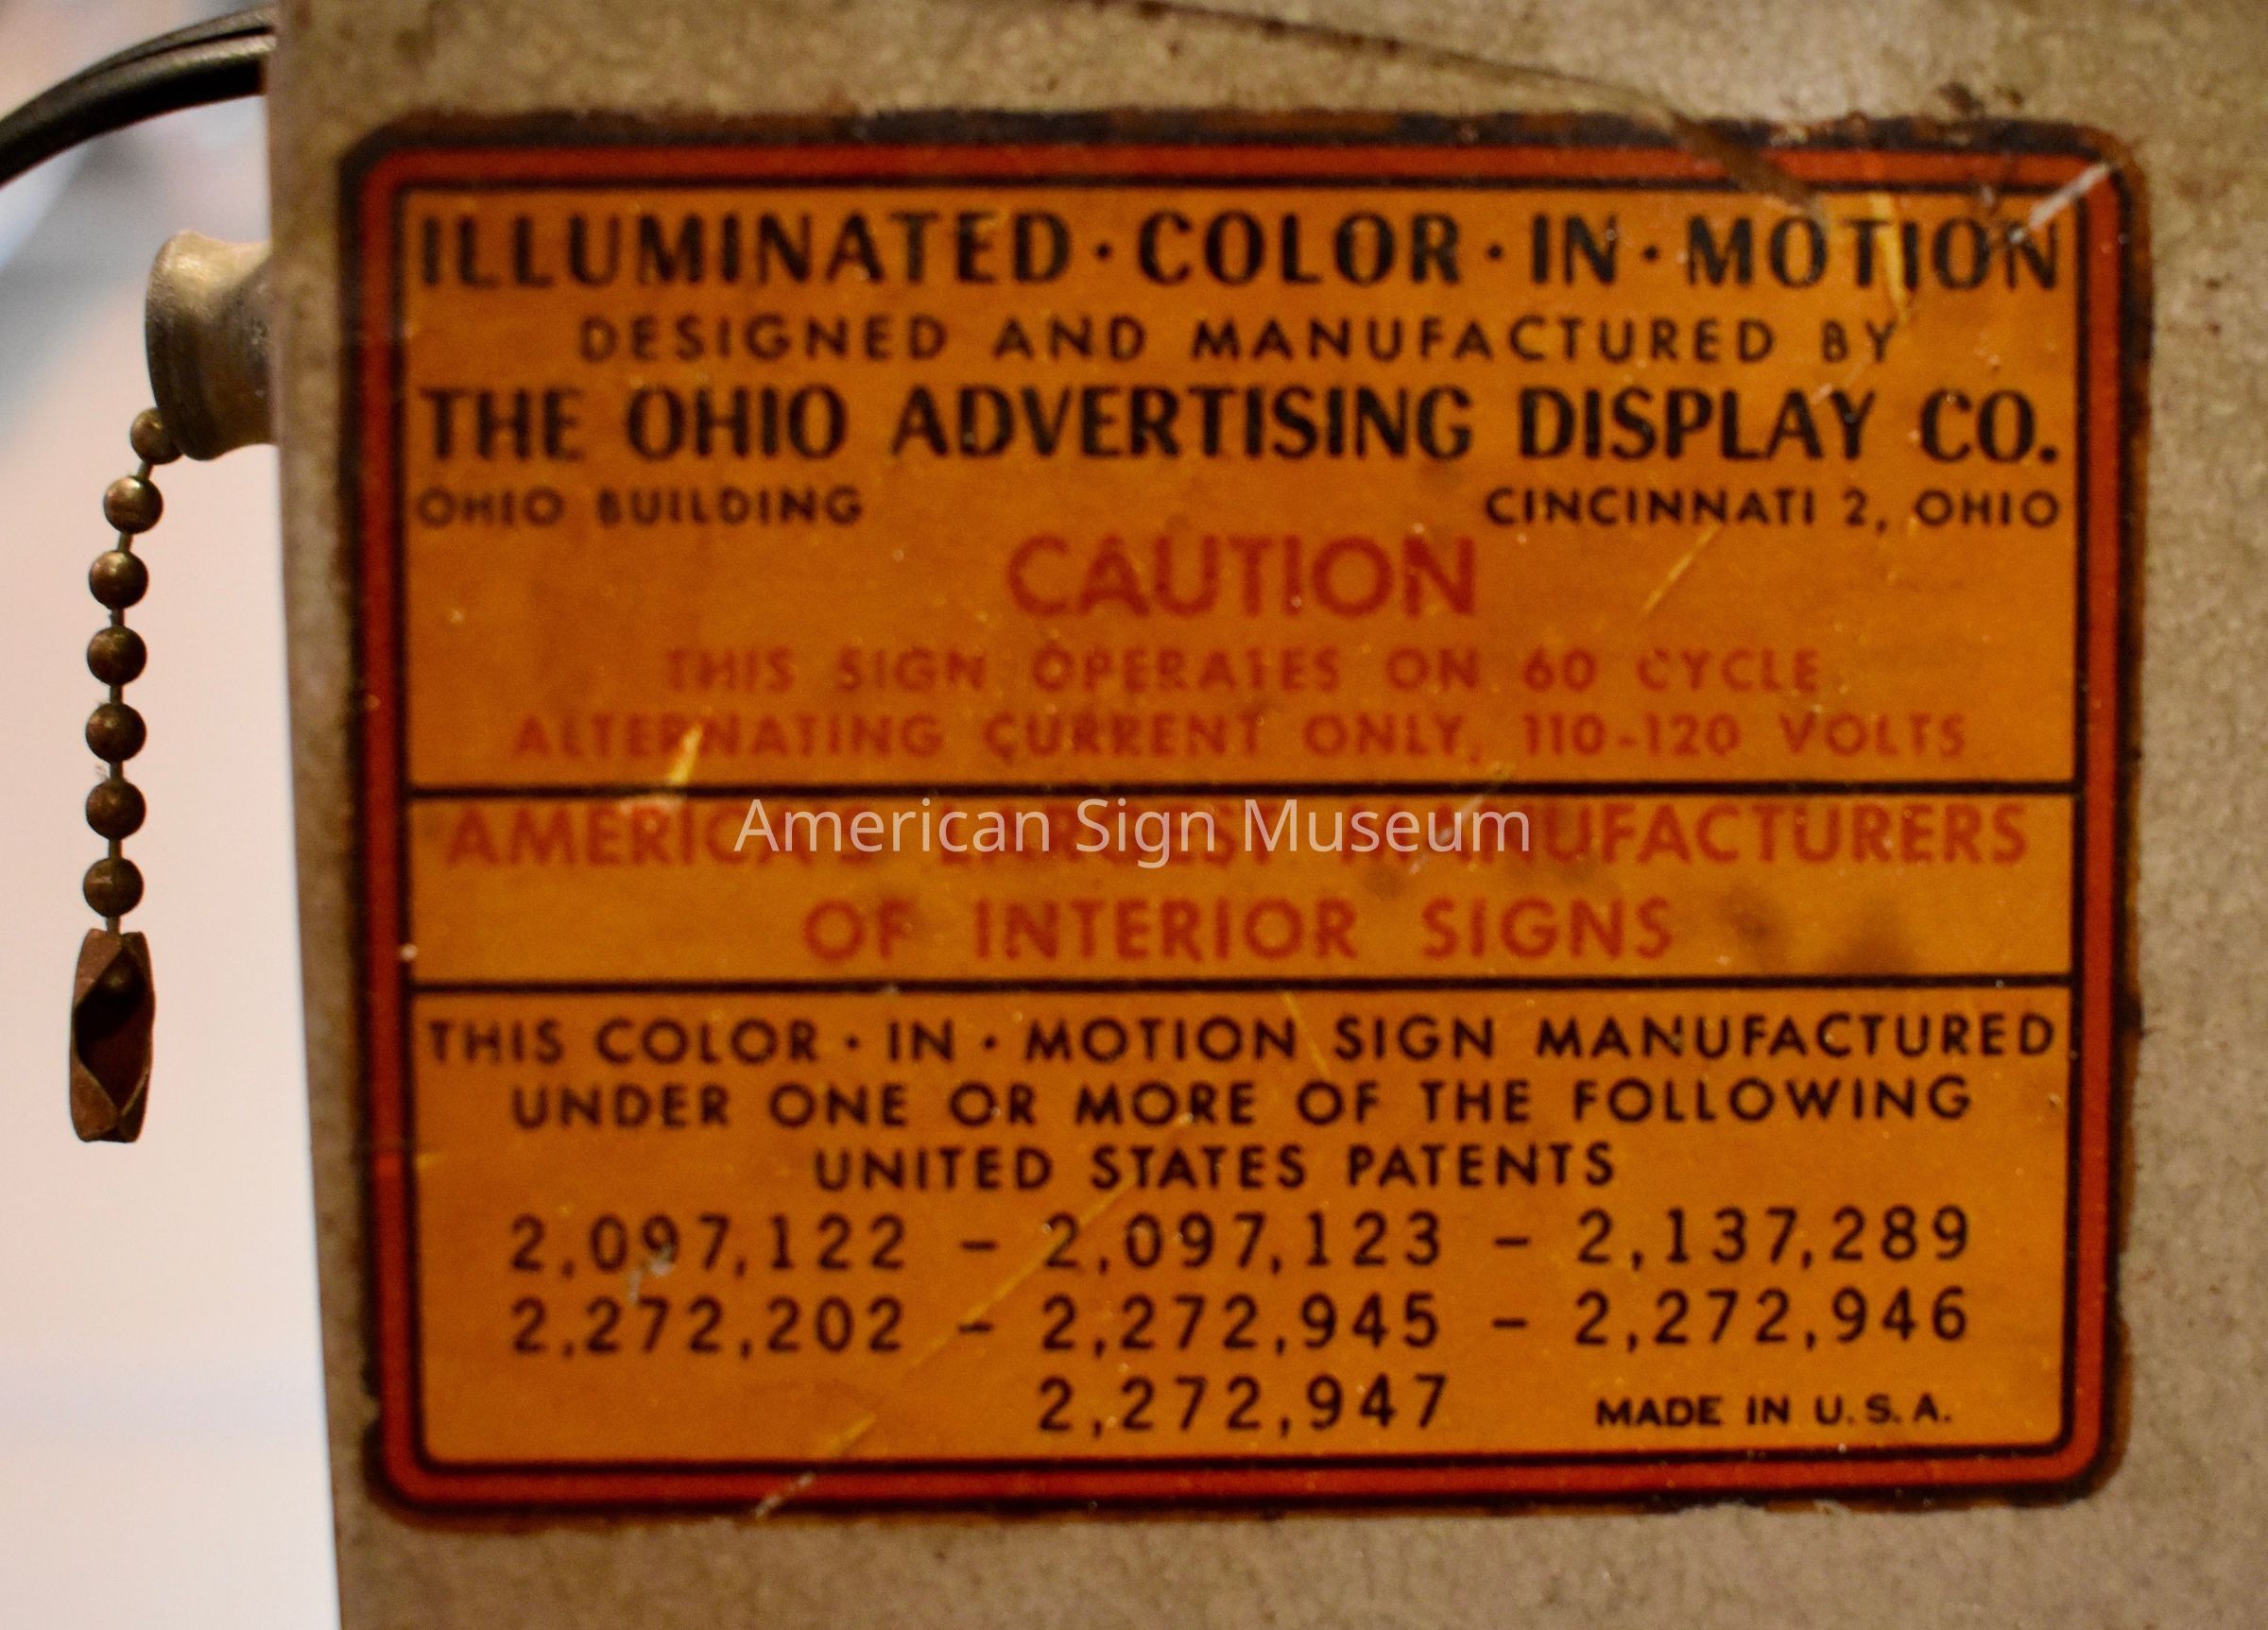 ILLUMINATED · COLOR · IN · MOTION
DESIGNED AND MANUFACTURED BY
THE OHIO ADVERTISING DISPLAY CO.
OHIO BUILDING CINCINNATI 2, OHIO
CAUTION
THIS SIGN OPERATES ON 60 CYCLE
ALTERNATING CURRENT ONLY, 110-120 VOLTS
AMERICA'S LARGEST MANUFACTURERS
American Sign Museum
OF INTERIOR SIGNS
THIS COLOR · IN · MOTION SIGN MANUFACTURED
UNDER ONE OR MORE OF THE FOLLOWING
UNITED STATES PATENTS
2,097,122 - 2,097,123 - 2,137,289
2,272,202 - 2,272,945 - 2,272,946
2,272,947 MADE IN U.S.A.